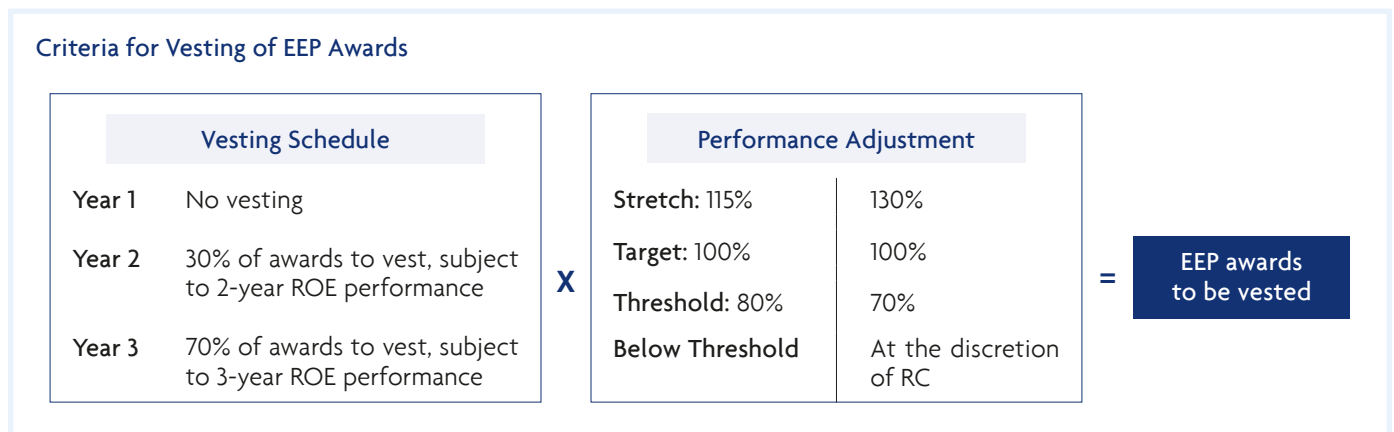 Criteria for Vesting of EEP Awards
Vesting Schedule
Year 1 No vesting
Year 2 30% of awards to vest, subject
to 2-year ROE performance
Year 3 70% of awards to vest, subject
to 3-year ROE performance
X
Performance Adjustment
Stretch: 115% 130%
Target: 100% 100%
Threshold: 80% 70%
Below Threshold At the discretion
of RC
=
EEP awards
to be vested